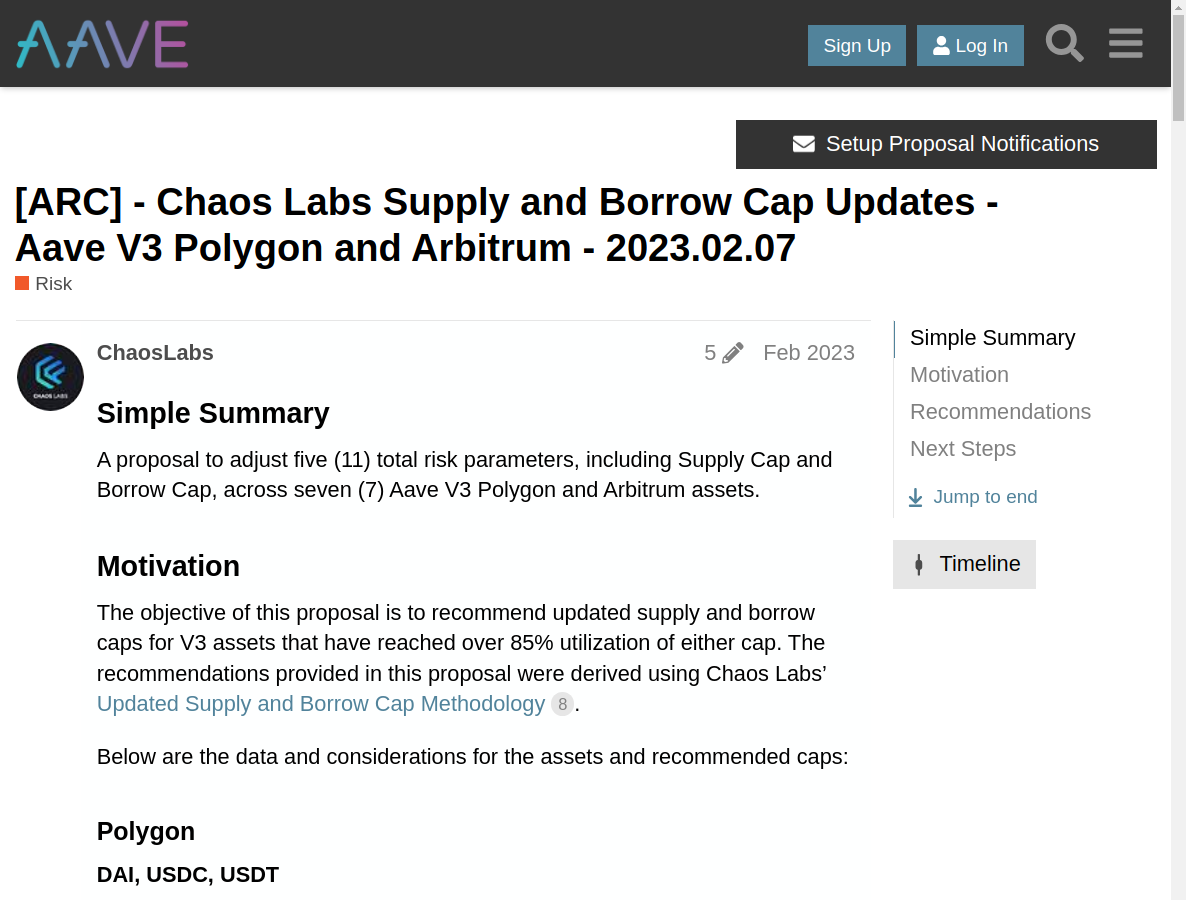 AAVE
Sign Up
Log In
Setup Proposal Notifications
[ARC] - Chaos Labs Supply and Borrow Cap Updates -
Aave V3 Polygon and Arbitrum - 2023.02.07
Risk
ChaosLabs
5
Feb 2023
Simple Summary
A proposal to adjust five (11) total risk parameters, including Supply Cap and
Borrow Cap, across seven (7) Aave V3 Polygon and Arbitrum assets.
Motivation
The objective of this proposal is to recommend updated supply and borrow
caps for V3 assets that have reached over 85% utilization of either cap. The
recommendations provided in this proposal were derived using Chaos Labs’
Updated Supply and Borrow Cap Methodology 8 .
Below are the data and considerations for the assets and recommended caps:
Polygon
DAI, USDC, USDT
Simple Summary
Motivation
Recommendations
Next Steps
Jump to end
Timeline
CHAOS LABS